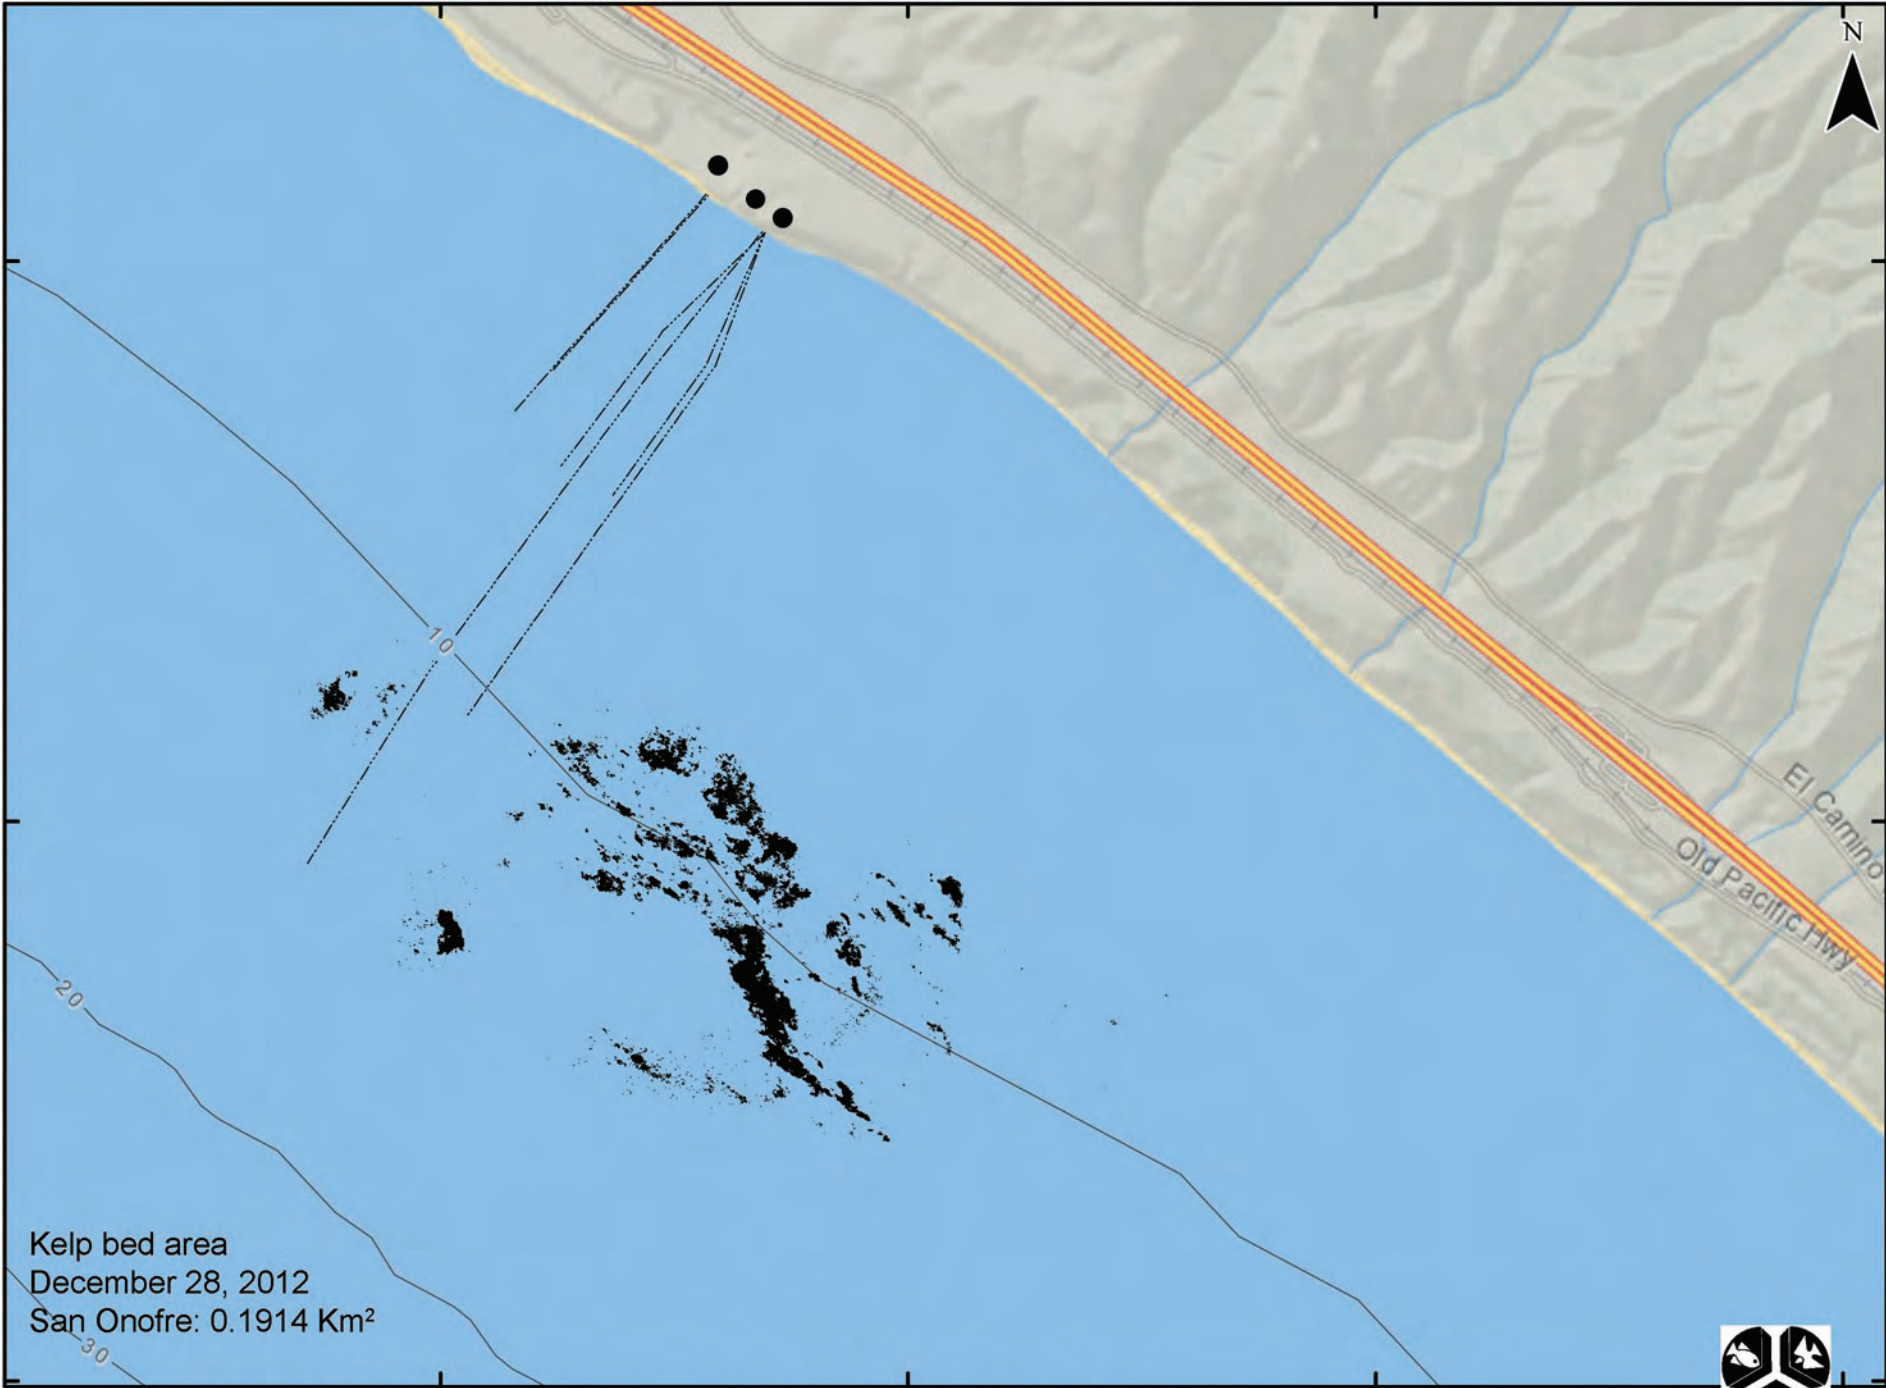 N
10
El Camino
Old Pacific Hwy
20
Kelp bed area
December 28, 2012
San Onofre: 0.1914 Km²
30